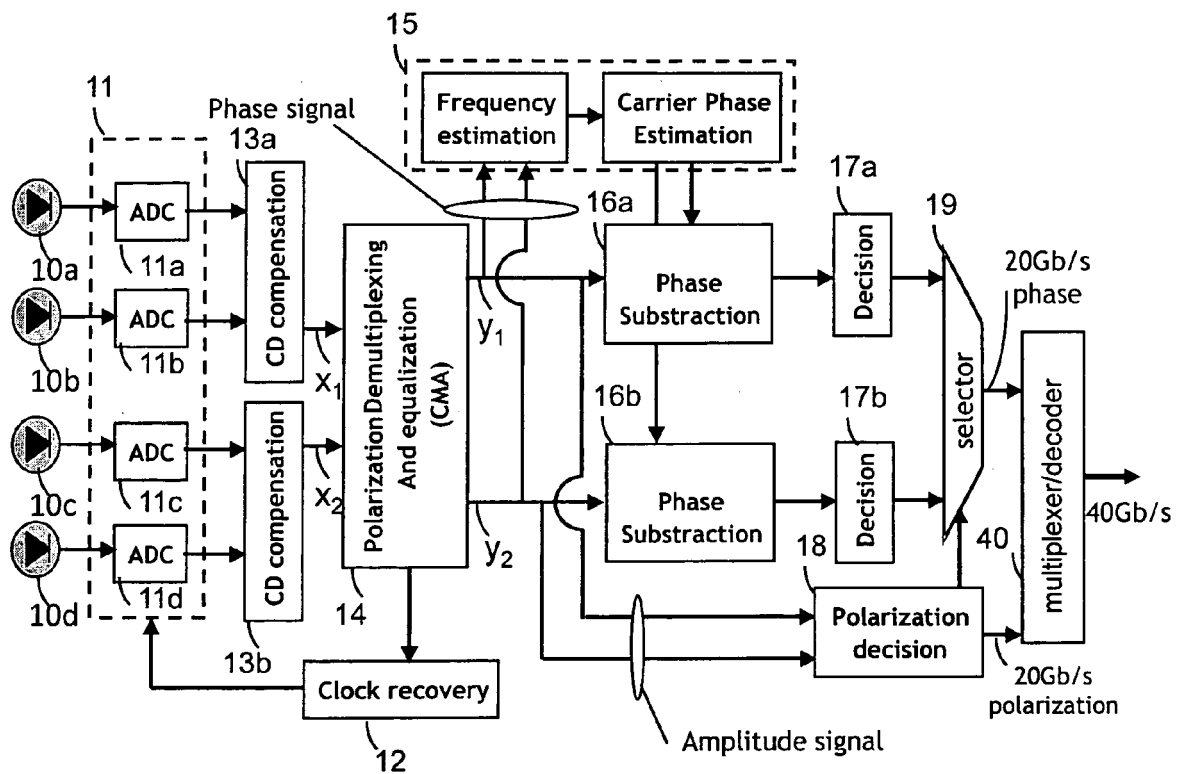 15
11
Phase signal
Frequency
estimation
Carrier Phase
Estimation
13a
17a
16a
19
ADC
11a
10a
CD compensation
Polarization Demultiplexing
And equalization
(CMA)
Phase
Substraction
Decision
20Gb/s
phase
ADC
11b
10b
x1
y1
16b
17b
selector
ADC
11c
10c
CD compensation
x2
Phase
Substraction
Decision
multiplexer/decoder
40Gb/s
ADC
11d
10d
y2
18
40
14
13b
Polarization
decision
Clock recovery
12
20Gb/s
polarization
Amplitude signal